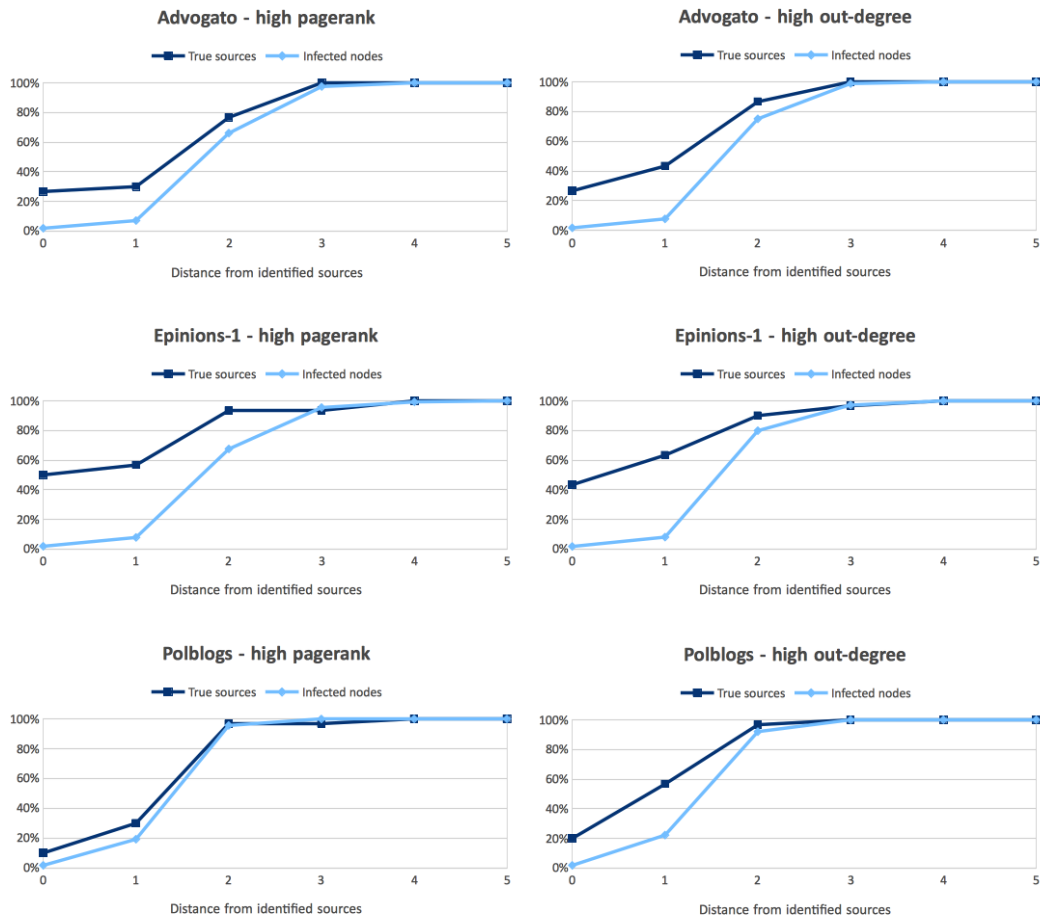 Advogato - high pagerank
True sources Infected nodes
100%
80%
60%
40%
20%
0%
0 1 2 3 4 5
Distance from identified sources
Advogato - high out-degree
True sources Infected nodes
100%
80%
60%
40%
20%
0%
0 1 2 3 4 5
Distance from identified sources
Epinions-1 - high pagerank
True sources Infected nodes
100%
80%
60%
40%
20%
0%
0 1 2 3 4 5
Distance from identified sources
Epinions-1 - high out-degree
True sources Infected nodes
100%
80%
60%
40%
20%
0%
0 1 2 3 4 5
Distance from identified sources
Polblogs - high pagerank
True sources Infected nodes
100%
80%
60%
40%
20%
0%
0 1 2 3 4 5
Distance from identified sources
Polblogs - high out-degree
True sources Infected nodes
100%
80%
60%
40%
20%
0%
0 1 2 3 4 5
Distance from identified sources